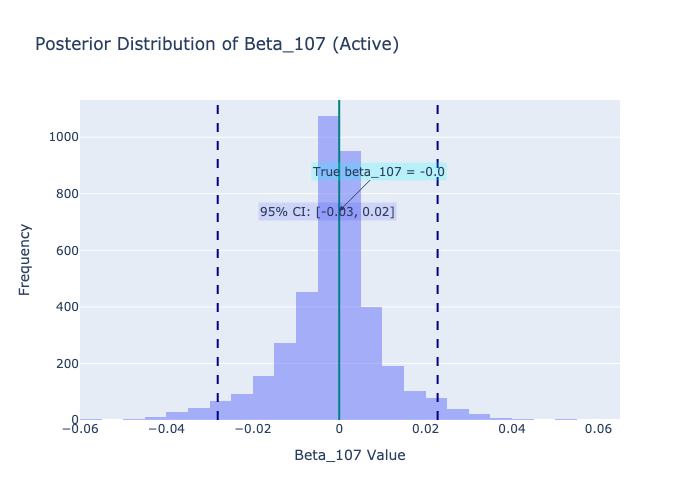 Posterior Distribution of Beta_107 (Active)
1000
800
600
400
200
0
Frequency
True beta_107 = -0.0
95% CI: [-0.03, 0.02]
−0.06
−0.04
−0.02
0
0.02
0.04
0.06
Beta_107 Value